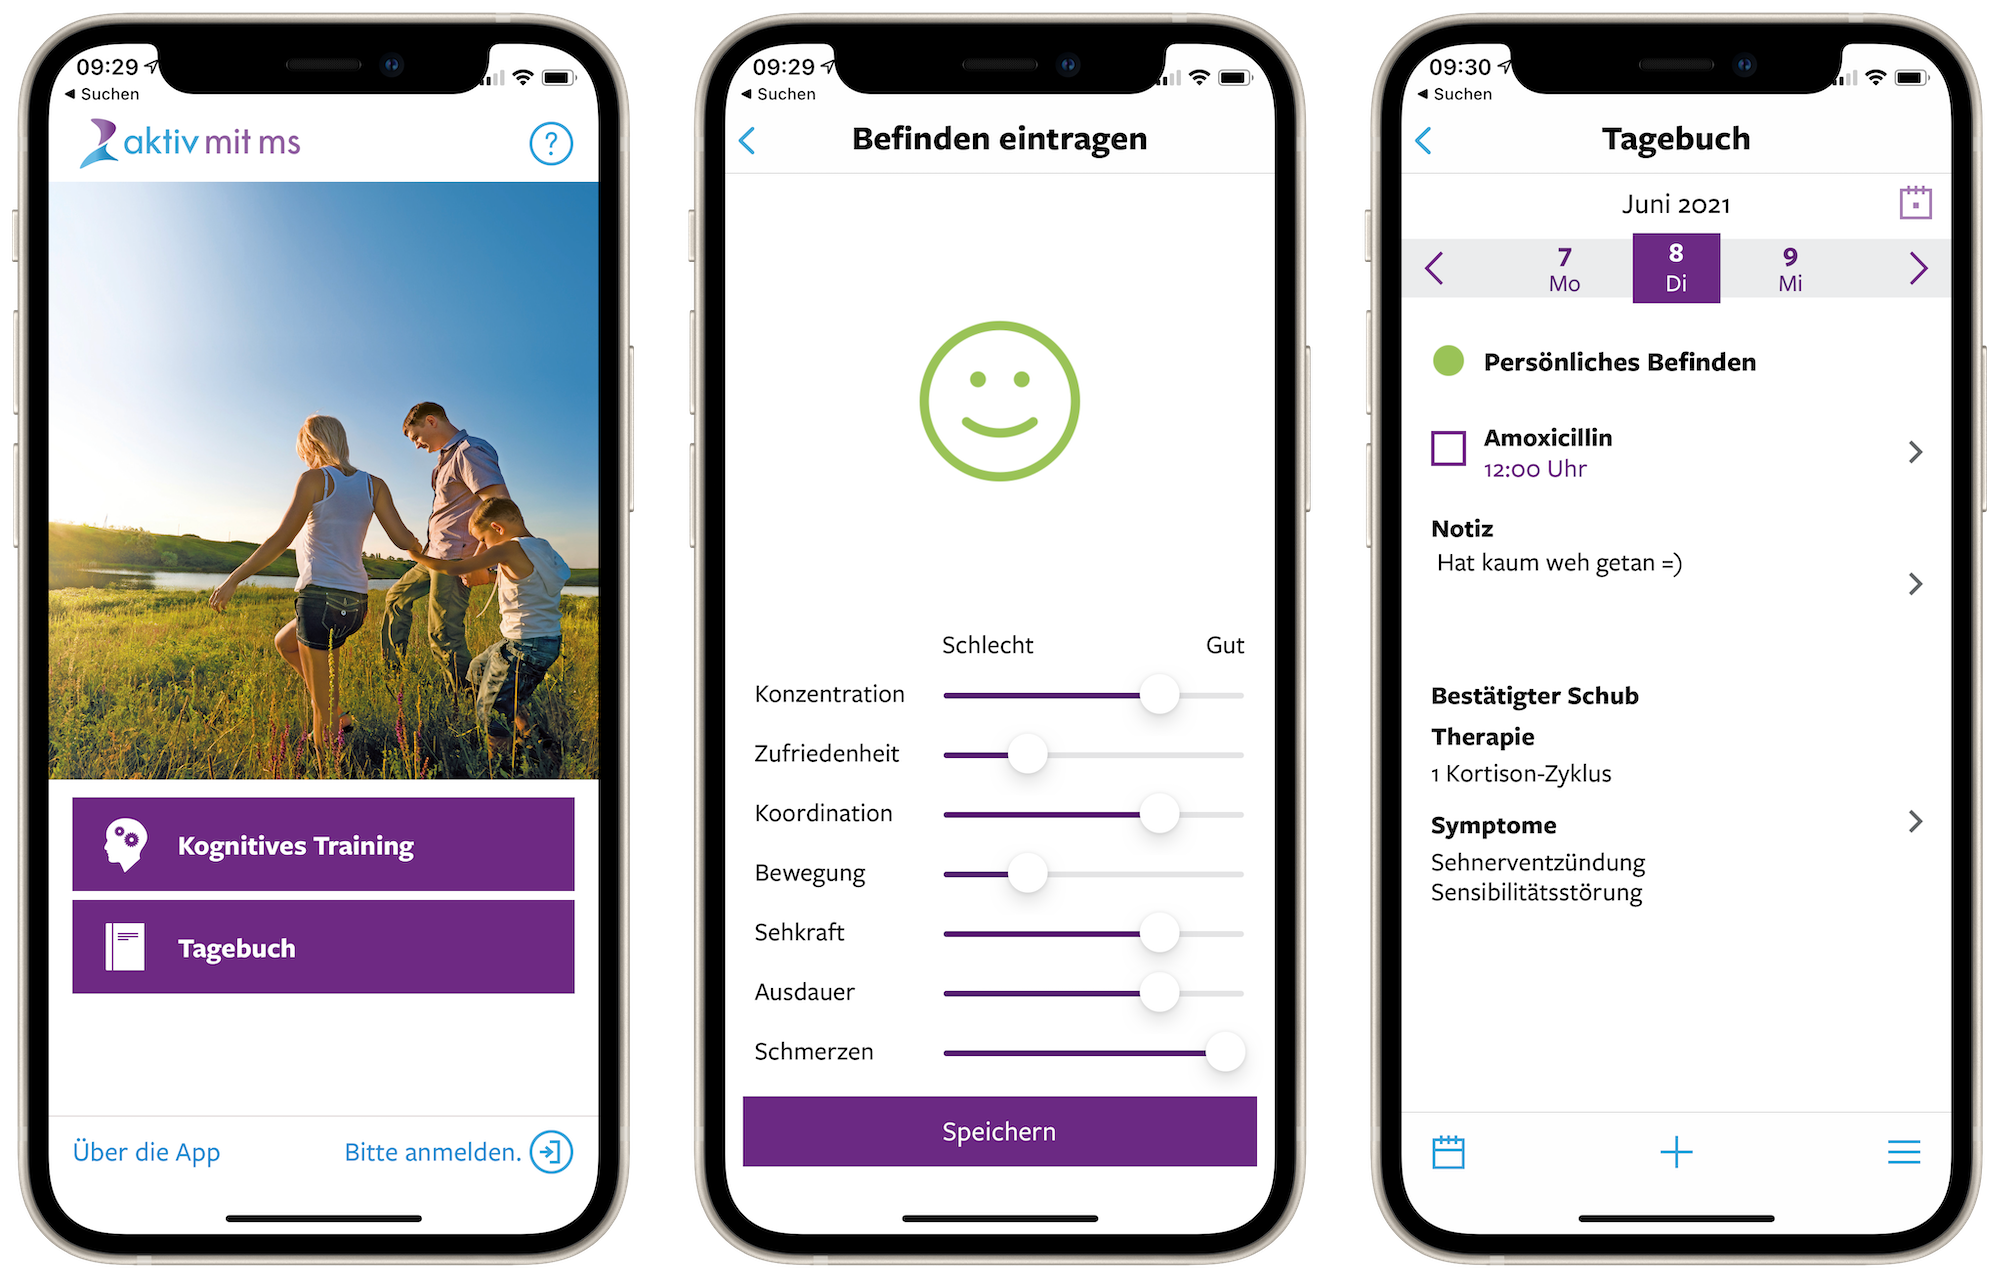 09:29
◀ Suchen
aktiv mit ms
?
Kognitives Training
Tagebuch
Über die App
Bitte anmelden.
09:29
◀ Suchen
Befinden eintragen
Schlecht
Gut
Konzentration
Zufriedenheit
Koordination
Bewegung
Sehkraft
Ausdauer
Schmerzen
Speichern
09:30
◀ Suchen
Tagebuch
Juni 2021
7 8 9
Mo Di Mi
Persönliches Befinden
Amoxicillin
12:00 Uhr
Notiz
Hat kaum weh getan =)
Bestätigter Schub
Therapie
1 Kortison-Zyklus
Symptome
Sehnerventzündung
Sensibilitätsstörung